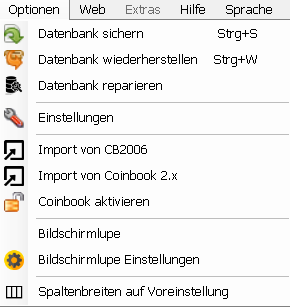 Optionen Web Extras Hilfe Sprache
Datenbank sichern Strg+S
Datenbank wiederherstellen Strg+W
Datenbank reparieren
Einstellungen
Import von CB2006
Import von Coinbook 2.x
Coinbook aktivieren
Bildschirmlupe
Bildschirmlupe Einstellungen
Spaltenbreiten auf Voreinstellung